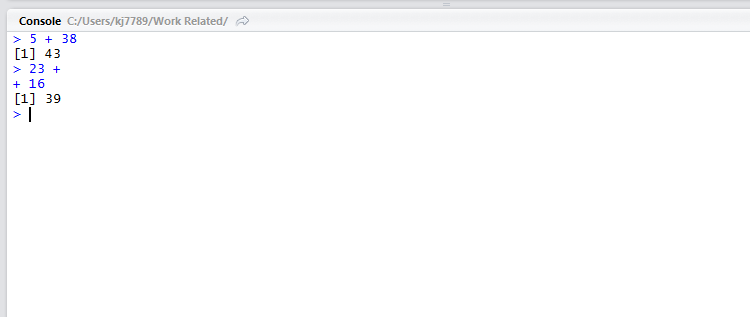 Console C:/Users/kj7789/Work Related/
> 5 + 38
[1] 43
> 23 +
+ 16
[1] 39
>